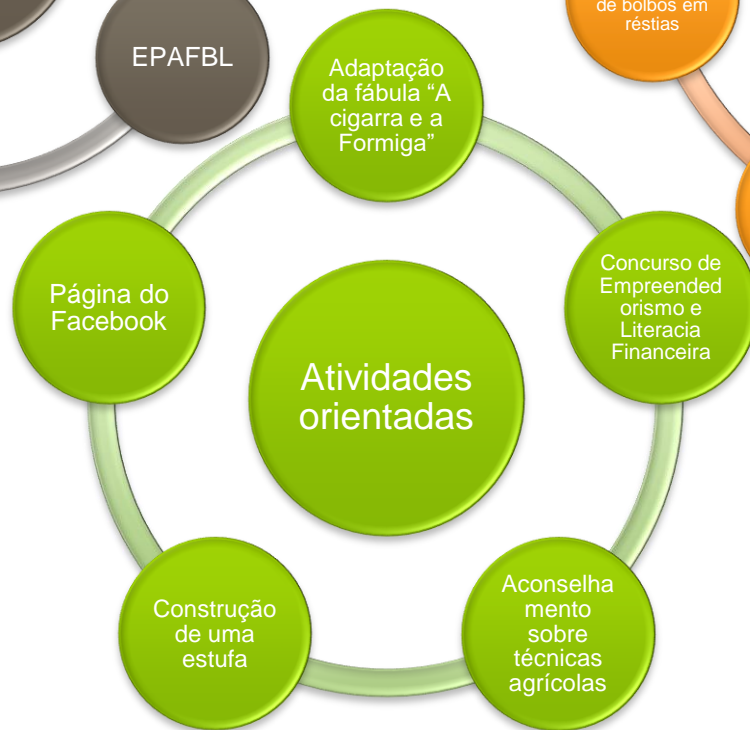 de bolbos em
réstias
EPAFBL
Adaptação
da fábula “A
cigarra e a
Formiga”
Concurso de
Empreended
orismo e
Literacia
Financeira
Página do
Facebook
Atividades
orientadas
Aconselha
mento
sobre
técnicas
agrícolas
Construção
de uma
estufa